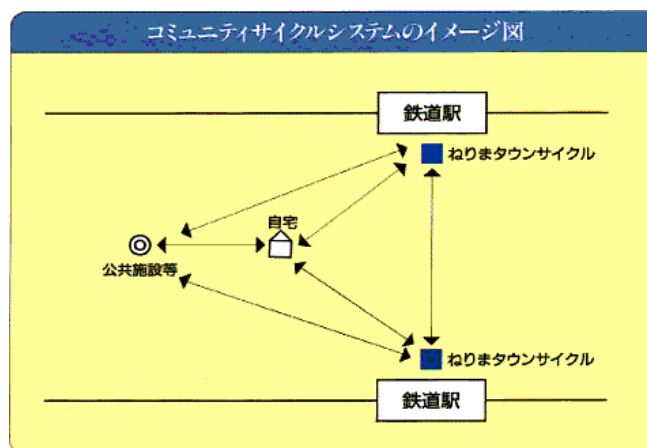 コミュニティサイクルシステムのイメージ図
鉄道駅
ねりまタウンサイクル
自宅
公共施設等
ねりまタウンサイクル
鉄道駅